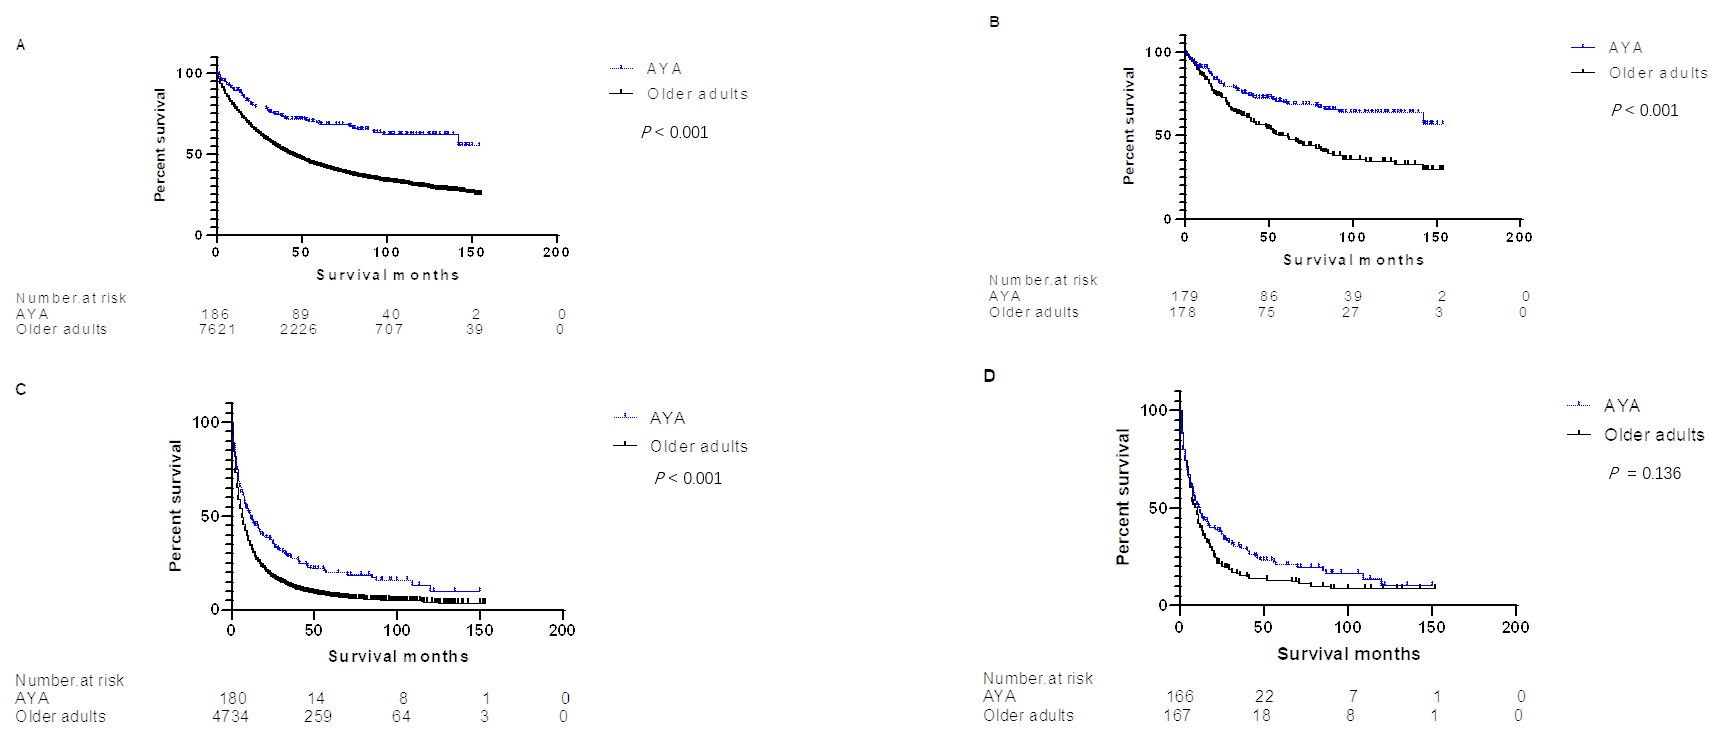 A
AYA
Older adults
P < 0.001
Percent survival
100
50
0
0 50 100 150 200
Survival months
Number.at risk
AYA 186 89 40 2 0
Older adults 7621 2226 707 39 0
B
AYA
Older adults
P < 0.001
Percent survival
100
50
0
0 50 100 150 200
Survival months
Number.at risk
AYA 179 86 39 2 0
Older adults 178 75 27 3 0
C
AYA
Older adults
P < 0.001
Percent survival
100
50
0
0 50 100 150 200
Survival months
Number.at risk
AYA 180 14 8 1 0
Older adults 4734 259 64 3 0
D
AYA
Older adults
P = 0.136
Percent survival
100
50
0
0 50 100 150 200
Survival months
Number.at risk
AYA 166 22 7 1 0
Older adults 167 18 8 1 0